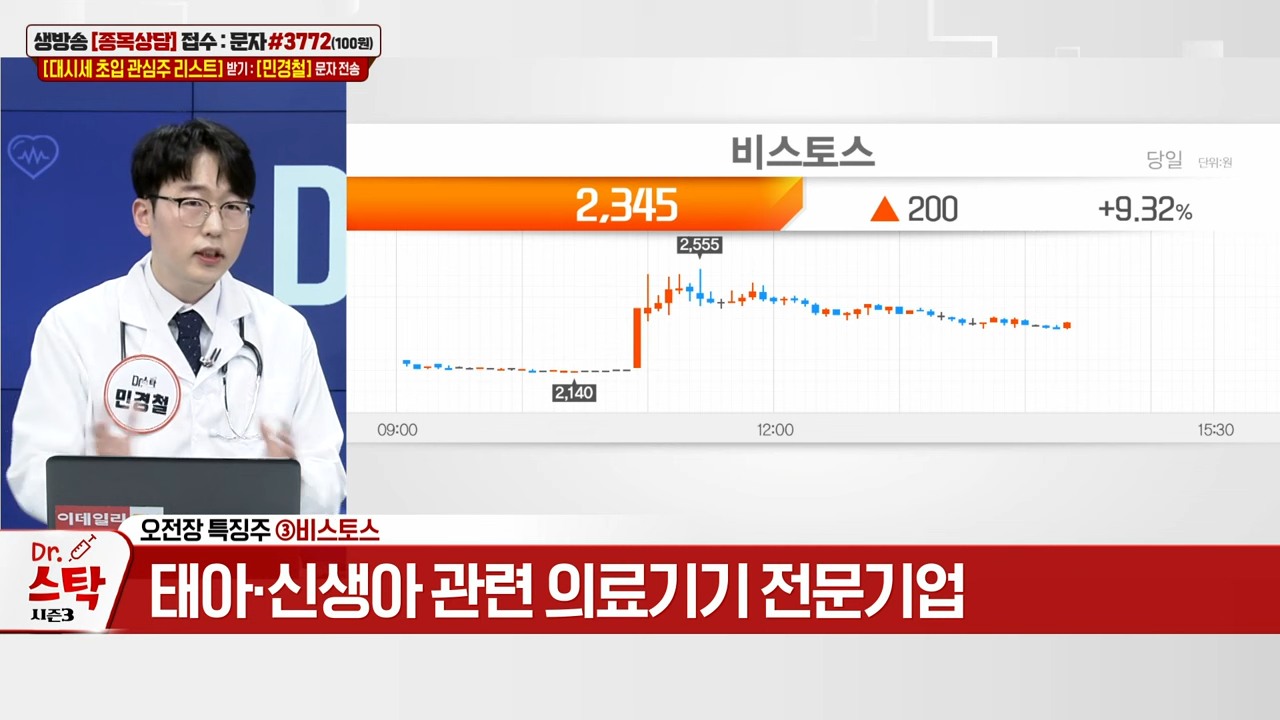 생방송 [종목상담] 접수 : 문자#3772(100원)
[대시세 초입 관심주 리스트] 받기 : [민경철] 문자 전송
D
비스토스
당일 단위:원
2,345 ▲ 200 +9.32%
2,555
2,140
09:00 12:00 15:30
Dr.스탁
민경철
이데일리
오전장 특징주 ③비스토스
Dr.
스탁
시즌3
태아·신생아 관련 의료기기 전문기업